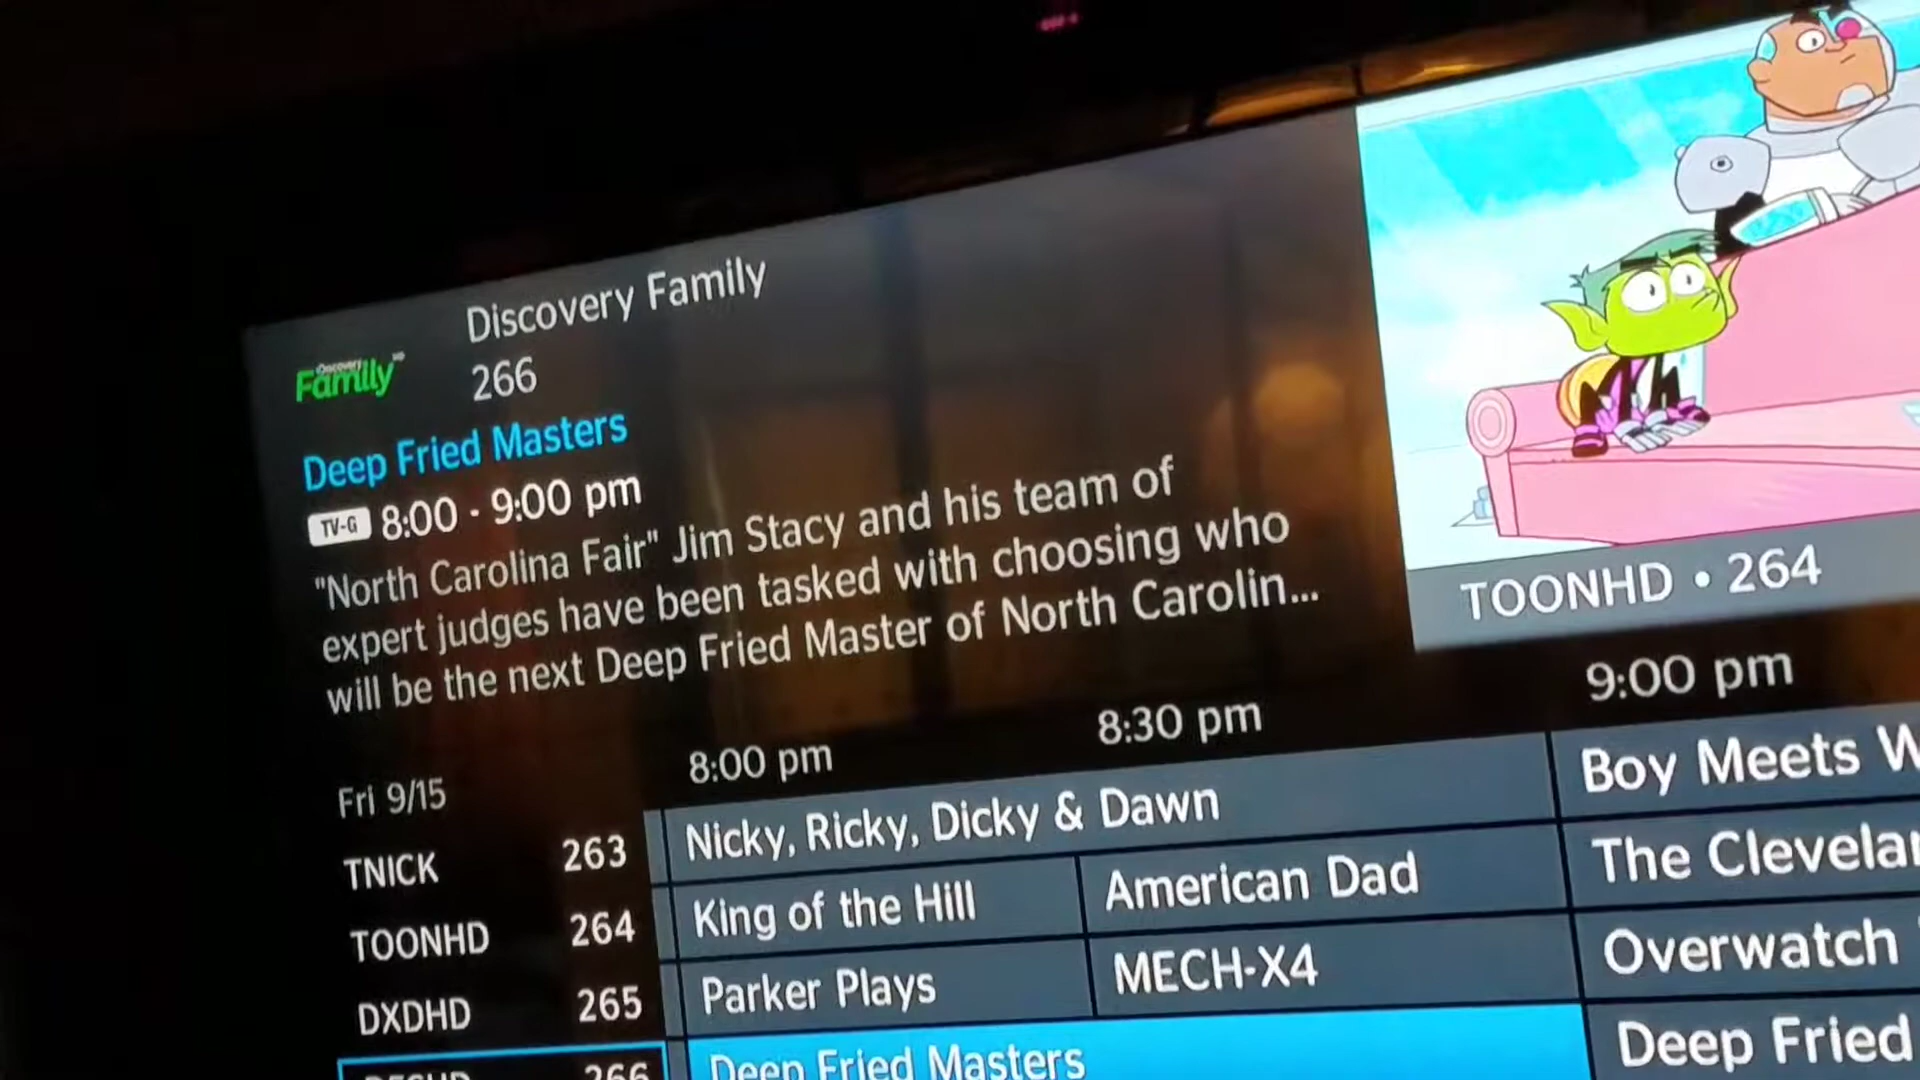 Discovery Family
Discovery
Family HD
266
Deep Fried Masters
TV-G 8:00 - 9:00 pm
"North Carolina Fair" Jim Stacy and his team of
expert judges have been tasked with choosing who
will be the next Deep Fried Master of North Carolin...
TOONHD • 264
Fri 9/15 8:00 pm 8:30 pm 9:00 pm
TNICK 263 Nicky, Ricky, Dicky & Dawn Boy Meets W
TOONHD 264 King of the Hill American Dad The Clevelan
DXDHD 265 Parker Plays MECH-X4 Overwatch
266 Deep Fried Masters Deep Fried